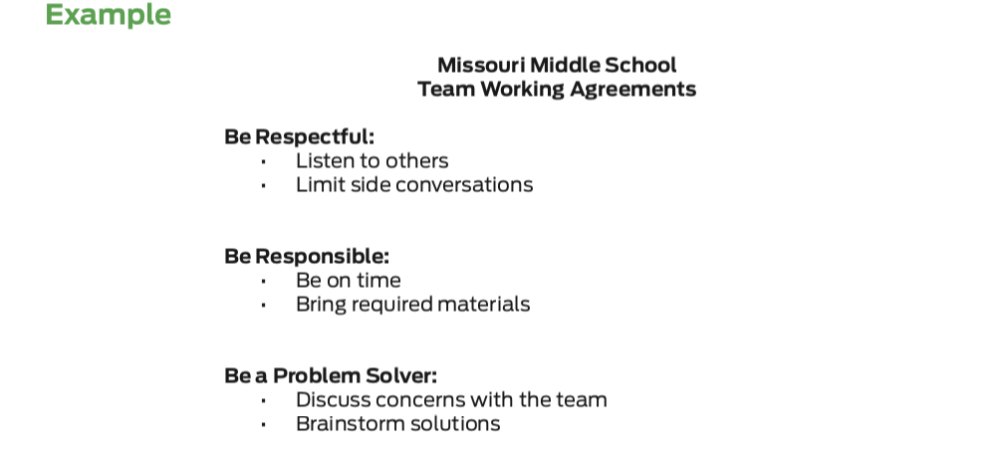 Example
Missouri Middle School
Team Working Agreements
Be Respectful:
· Listen to others
· Limit side conversations
Be Responsible:
· Be on time
· Bring required materials
Be a Problem Solver:
· Discuss concerns with the team
· Brainstorm solutions